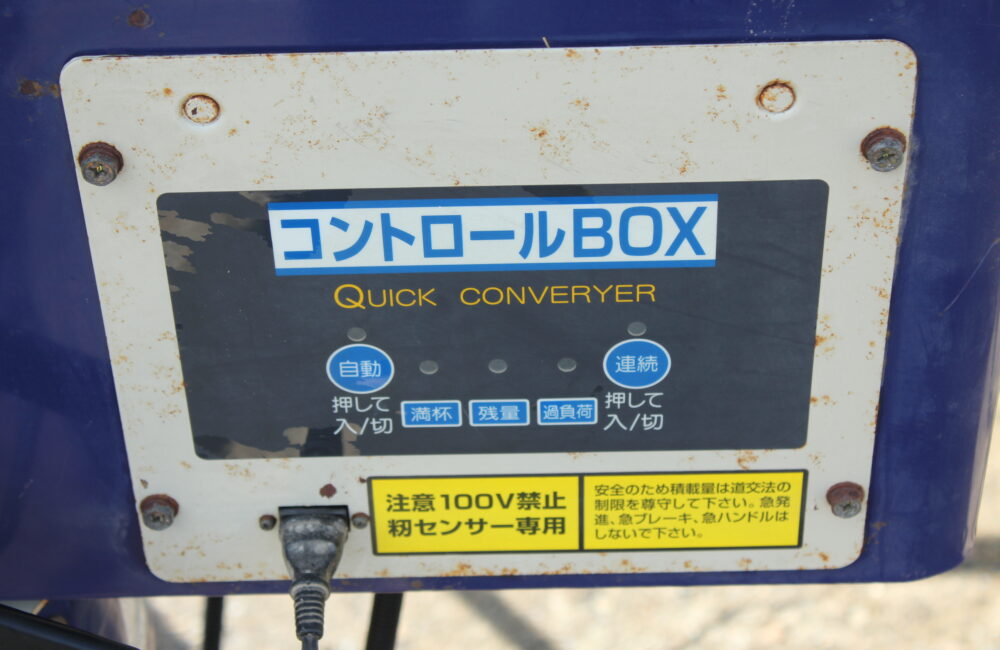 コントロールBOX
QUICK CONVERYER
自動
連続
押して
入/切
満杯
残量
過負荷
押して
入/切
注意100V禁止
籾センサー専用
安全のため積載量は道交法の
制限を尊守して下さい。急発
進、急ブレーキ、急ハンドルは
しないで下さい。